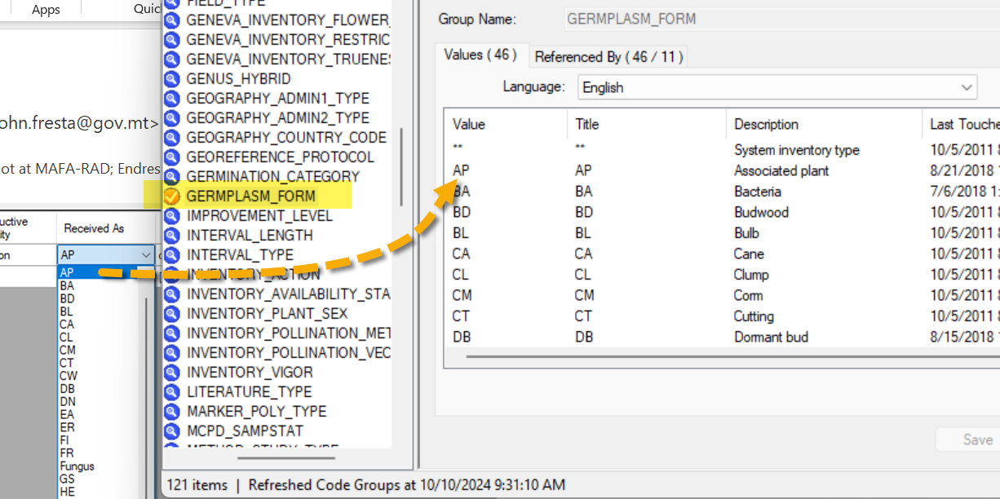 Apps
ohn.fresta@gov.mt>
lot at MAFA-RAD; Endres
uctive
ity
Received As
on
AP
AP
BA
BD
BL
CA
CL
CM
CT
CW
DB
DN
EA
ER
FI
FR
Fungus
GS
HE
FIELD_TYPE
GENEVA_INVENTORY_FLOWER_
GENEVA_INVENTORY_RESTRIC
GENEVA_INVENTORY_TRUENES
GENUS_HYBRID
GEOGRAPHY_ADMIN1_TYPE
GEOGRAPHY_ADMIN2_TYPE
GEOGRAPHY_COUNTRY_CODE
GEOREFERENCE_PROTOCOL
GERMINATION_CATEGORY
GERMPLASM_FORM
IMPROVEMENT_LEVEL
INTERVAL_LENGTH
INTERVAL_TYPE
INVENTORY_ACTION
INVENTORY_AVAILABILITY_STA
INVENTORY_PLANT_SEX
INVENTORY_POLLINATION_MET
INVENTORY_POLLINATION_VEC
INVENTORY_VIGOR
LITERATURE_TYPE
MARKER_POLY_TYPE
MCPD_SAMPSTAT
METHOD_STUDY_TYPE
Group Name: GERMPLASM_FORM
Values ( 46 ) Referenced By ( 46 / 11 )
Language: English
Value Title Description Last Touche
** ** System inventory type 10/5/2011 8
AP AP Associated plant 8/21/2018 1
BA BA Bacteria 7/6/2018 1:
BD BD Budwood 10/5/2011 8
BL BL Bulb 10/5/2011 8
CA CA Cane 10/5/2011 8
CL CL Clump 10/5/2011 8
CM CM Corm 10/5/2011 8
CT CT Cutting 10/5/2011 8
DB DB Dormant bud 8/15/2018 1
Save
121 items | Refreshed Code Groups at 10/10/2024 9:31:10 AM